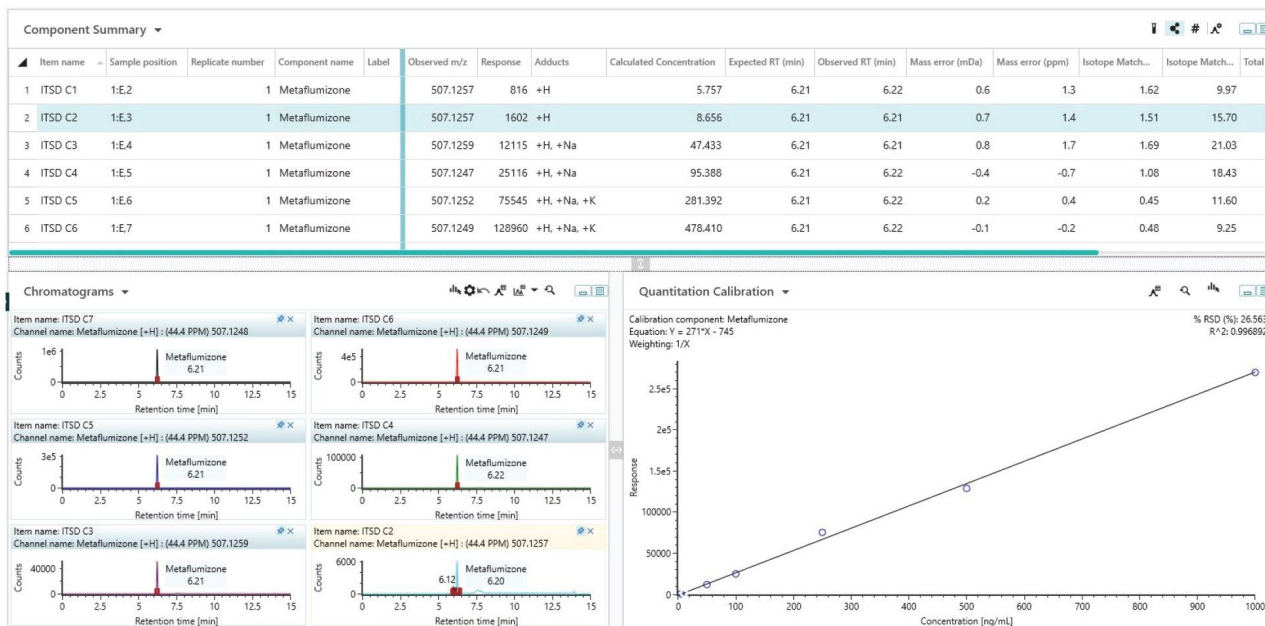 Component Summary
Item name Sample position Replicate number Component name Label Observed m/z Response Adducts Calculated Concentration Expected RT (min) Observed RT (min) Mass error (mDa) Mass error (ppm) Isotope Match... Isotope Match... Total
1 ITSD C1 1:E,2 1 Metaflumizone 507.1257 816 +H 5.757 6.21 6.22 0.6 1.3 1.62 9.97
2 ITSD C2 1:E,3 1 Metaflumizone 507.1257 1602 +H 8.656 6.21 6.21 0.7 1.4 1.51 15.70
3 ITSD C3 1:E,4 1 Metaflumizone 507.1259 12115 +H, +Na 47.433 6.21 6.22 0.8 1.7 1.69 21.03
4 ITSD C4 1:E,5 1 Metaflumizone 507.1247 25116 +H, +Na 95.388 6.21 6.22 -0.4 -0.7 1.08 18.43
5 ITSD C5 1:E,6 1 Metaflumizone 507.1252 75545 +H, +Na, +K 281.392 6.21 6.22 0.2 0.4 0.45 11.60
6 ITSD C6 1:E,7 1 Metaflumizone 507.1249 128960 +H, +Na, +K 478.410 6.21 6.22 -0.1 -0.2 0.48 9.25
Chromatograms
Item name: ITSD C7
Channel name: Metaflumizone [+H] : (44.4 PPM) 507.1248
Counts
1e6
0
Metaflumizone
6.21
0 2.5 5 7.5 10 12.5 15
Retention time [min]
Item name: ITSD C6
Channel name: Metaflumizone [+H] : (44.4 PPM) 507.1249
Counts
4e5
0
Metaflumizone
6.21
0 2.5 5 7.5 10 12.5 15
Retention time [min]
Item name: ITSD C5
Channel name: Metaflumizone [+H] : (44.4 PPM) 507.1252
Counts
3e5
0
Metaflumizone
6.21
0 2.5 5 7.5 10 12.5 15
Retention time [min]
Item name: ITSD C4
Channel name: Metaflumizone [+H] : (44.4 PPM) 507.1247
Counts
100000
0
Metaflumizone
6.22
0 2.5 5 7.5 10 12.5 15
Retention time [min]
Item name: ITSD C3
Channel name: Metaflumizone [+H] : (44.4 PPM) 507.1259
Counts
40000
0
Metaflumizone
6.21
0 2.5 5 7.5 10 12.5 15
Retention time [min]
Item name: ITSD C2
Channel name: Metaflumizone [+H] : (44.4 PPM) 507.1257
Counts
6000
0
6.12
Metaflumizone
6.20
0 2.5 5 7.5 10 12.5 15
Retention time [min]
Quantitation Calibration
Calibration component: Metaflumizone
Equation: Y = 271*X - 745
Weighting: 1/X
% RSD (%): 26.563
R^2: 0.996892
Response
2.5e5
2e5
1.5e5
100000
50000
0
0 100 200 300 400 500 600 700 800 900 1000
Concentration [ng/mL]